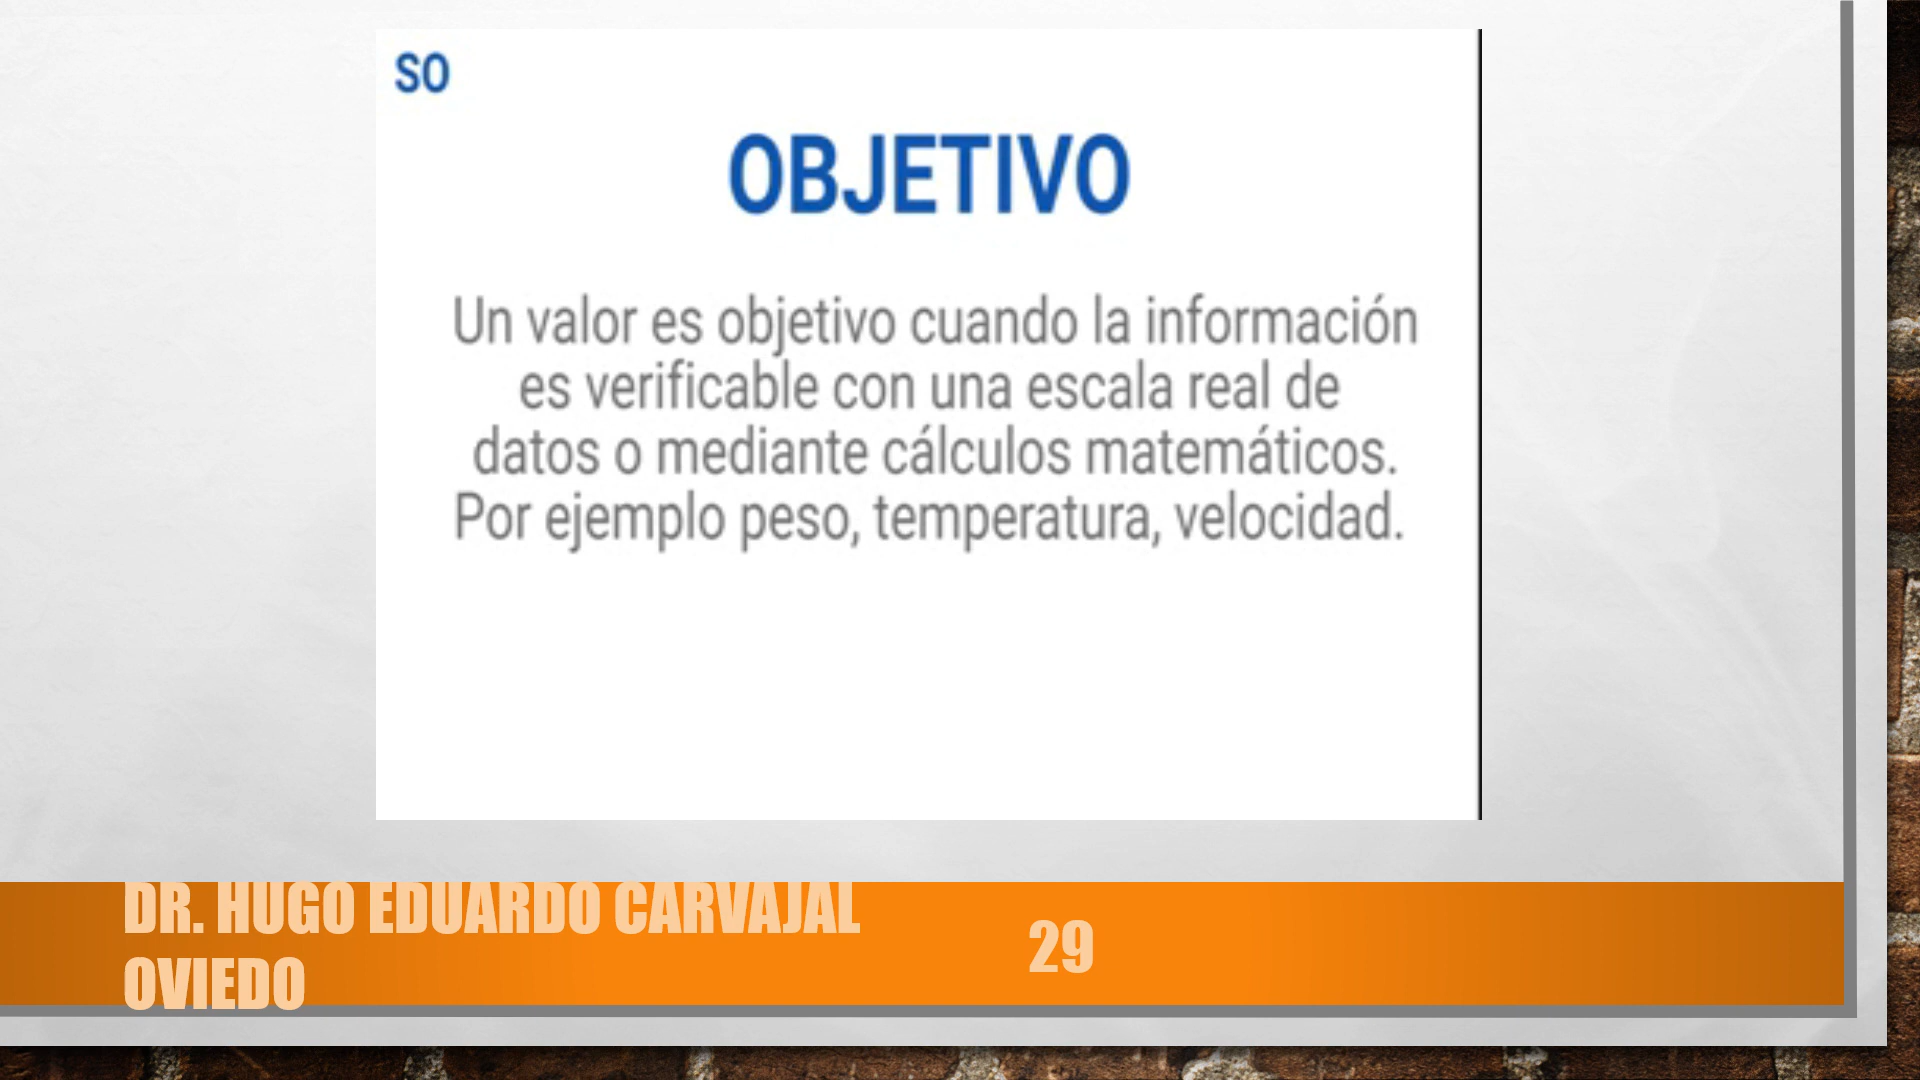 SO
OBJETIVO
Un valor es objetivo cuando la información
es verificable con una escala real de
datos o mediante cálculos matemáticos.
Por ejemplo peso, temperatura, velocidad.
DR. HUGO EDUARDO CARVAJAL
OVIEDO
29